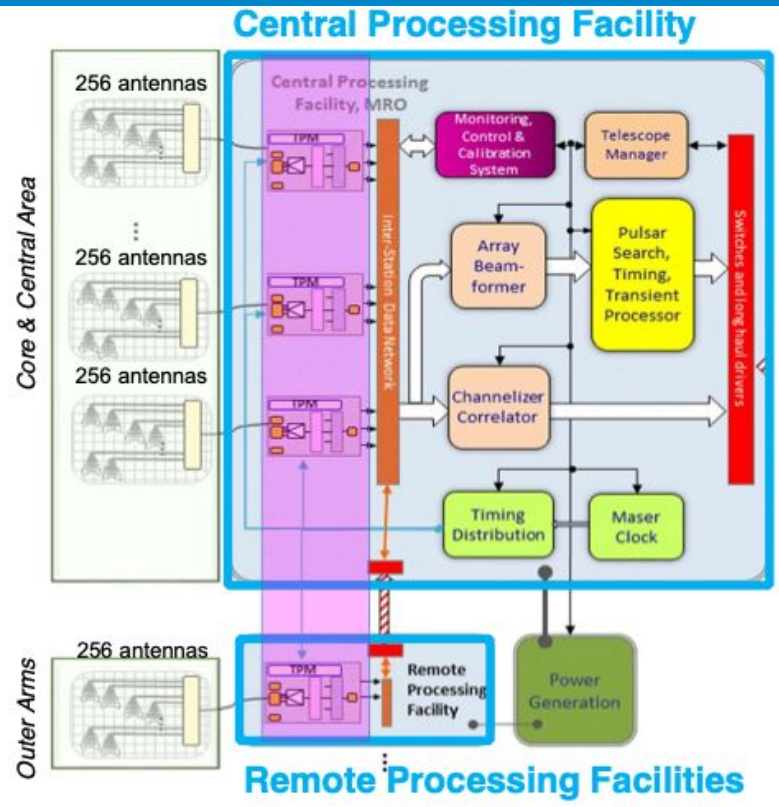 Central Processing Facility
256 antennas
256 antennas
256 antennas
Core & Central Area
Central Processing
Facility, MRO
TPM
TPM
TPM
Inter-Station Data Network
Monitoring,
Control &
Calibration
System
Telescope
Manager
Array
Beam-
former
Pulsar
Search,
Timing,
Transient
Processor
Channelizer
Correlator
Switches and long haul drivers
Timing
Distribution
Maser
Clock
256 antennas
Outer Arms
TPM
Remote
Processing
Facility
Power
Generation
Remote Processing Facilities